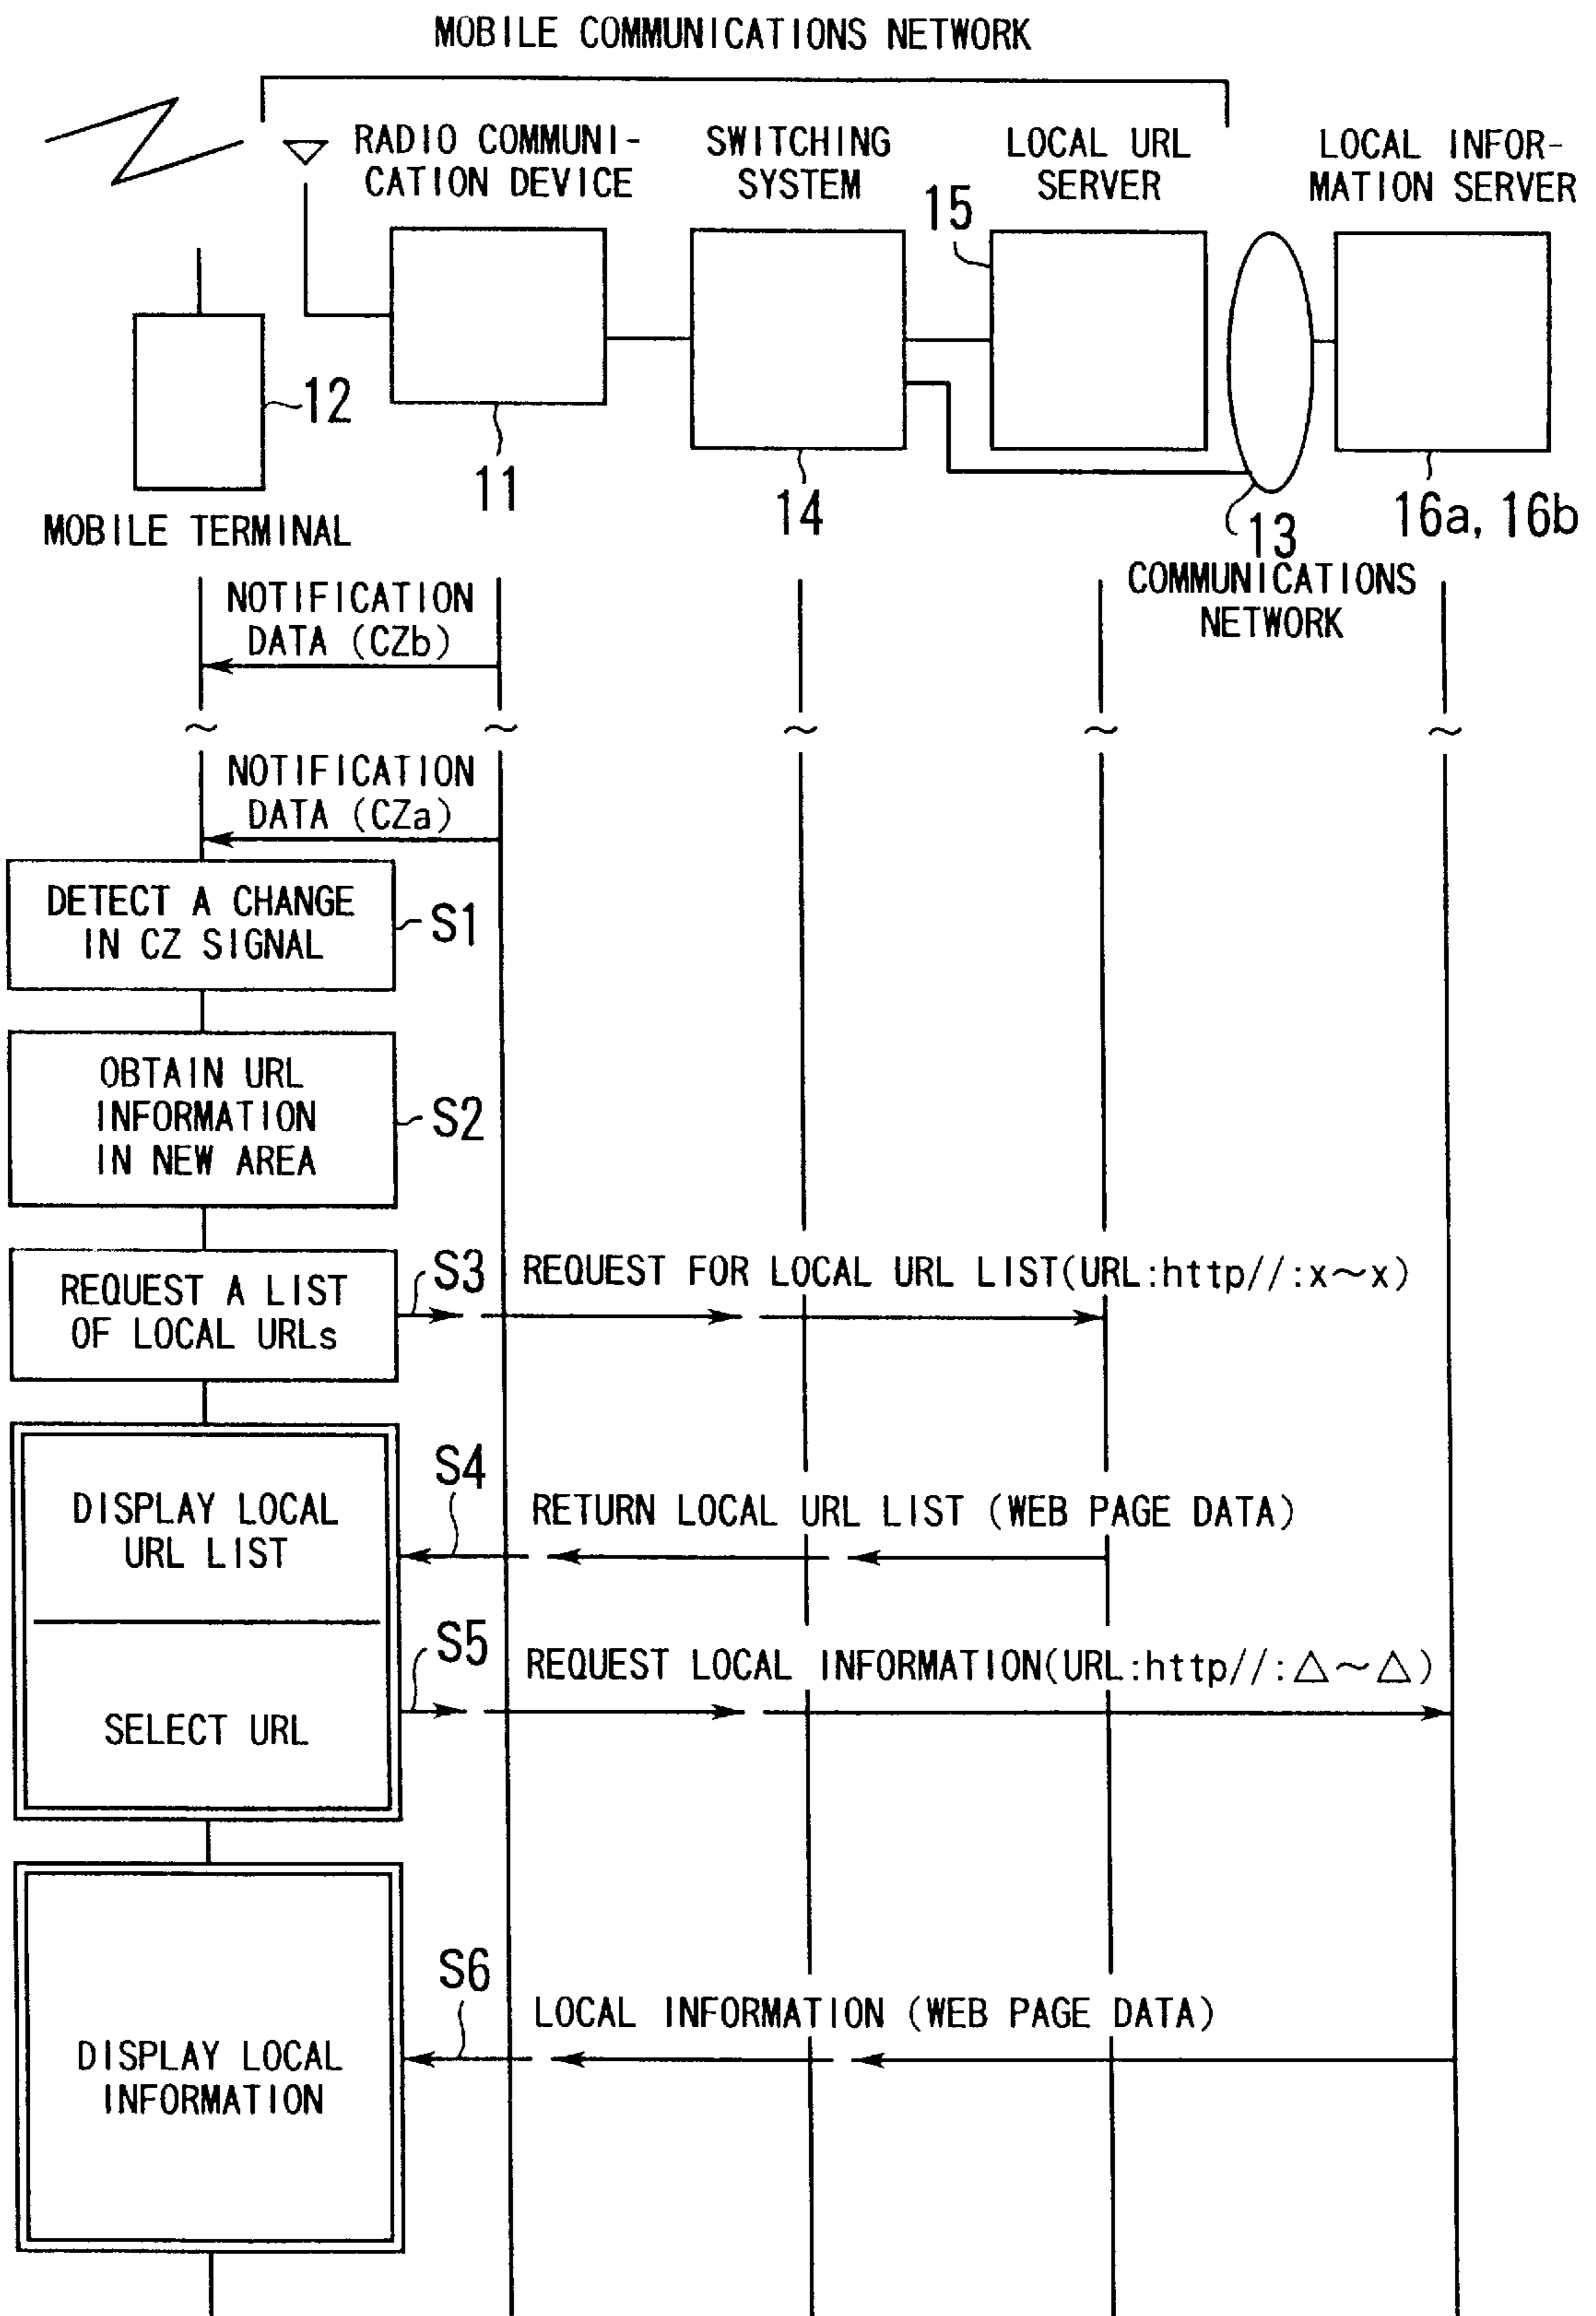 MOBILE COMMUNICATIONS NETWORK
RADIO COMMUNI-
CATION DEVICE
SWITCHING
SYSTEM
LOCAL URL
SERVER
LOCAL INFOR-
MATION SERVER
15
12
11
14
13
16a, 16b
MOBILE TERMINAL
COMMUNICATIONS
NETWORK
NOTIFICATION
DATA (CZb)
~ ~ ~ ~ ~
NOTIFICATION
DATA (CZa)
DETECT A CHANGE
IN CZ SIGNAL
S1
OBTAIN URL
INFORMATION
IN NEW AREA
S2
REQUEST A LIST
OF LOCAL URLs
S3
REQUEST FOR LOCAL URL LIST(URL:http//:x~x)
DISPLAY LOCAL
URL LIST
S4
RETURN LOCAL URL LIST (WEB PAGE DATA)
SELECT URL
S5
REQUEST LOCAL INFORMATION(URL:http//:△~△)
S6
LOCAL INFORMATION (WEB PAGE DATA)
DISPLAY LOCAL
INFORMATION